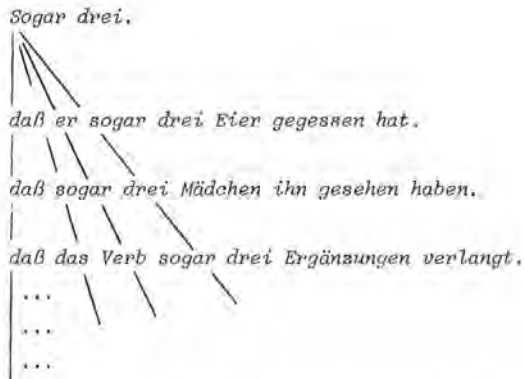 Sogar drei.
daß er sogar drei Eier gegessen hat.
daß sogar drei Mädchen ihn gesehen haben.
daß das Verb sogar drei Ergänzungen verlangt.
...
...
...